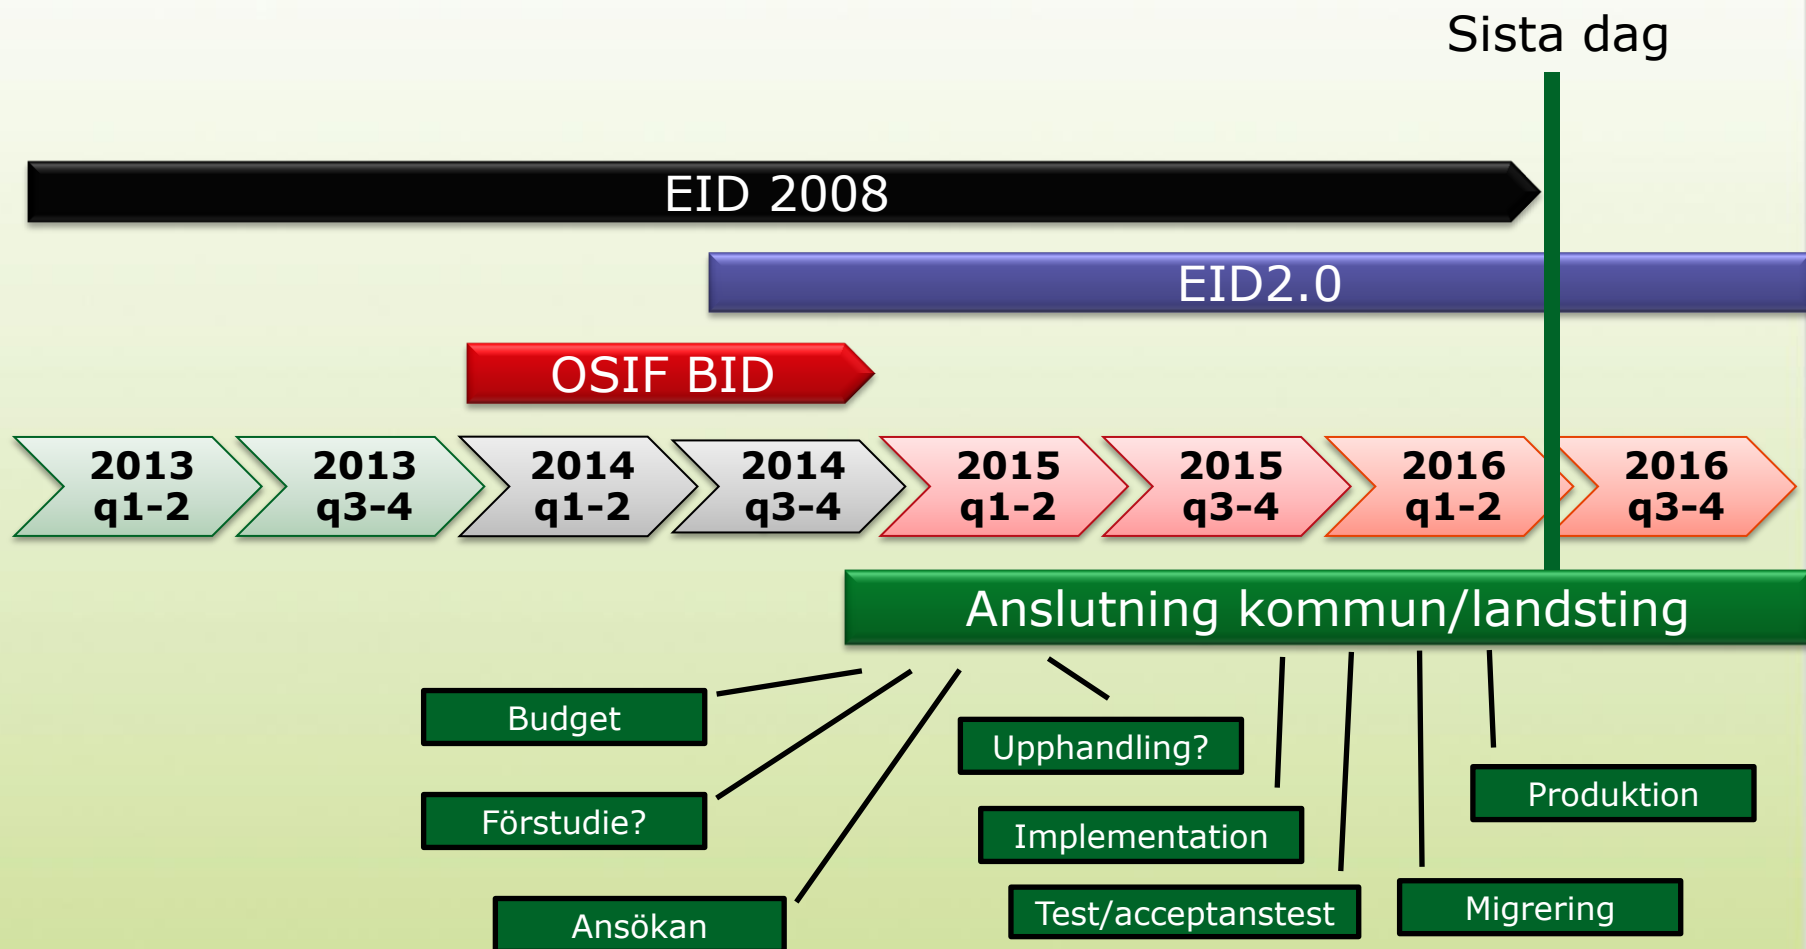 Sista dag
EID 2008
EID2.0
OSIF BID
2013
q1-2
2013
q3-4
2014
q1-2
2014
q3-4
2015
q1-2
2015
q3-4
2016
q1-2
2016
q3-4
Anslutning kommun/landsting
Budget
Upphandling?
Produktion
Förstudie?
Implementation
Test/acceptanstest
Migrering
Ansökan